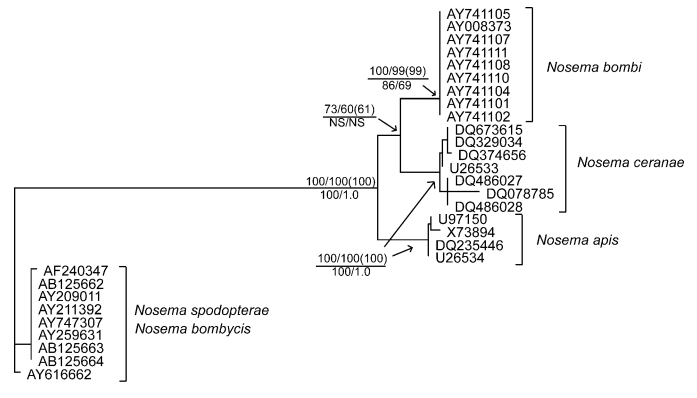 AY741105
AY008373
AY741107
AY741111
AY741108
AY741110
AY741104
AY741101
AY741102
Nosema bombi
100/99(99)
86/69
73/60(61)
NS/NS
DQ673615
DQ329034
DQ374656
U26533
DQ486027
DQ078785
DQ486028
Nosema ceranae
100/100(100)
100/1.0
U97150
X73894
DQ235446
U26534
Nosema apis
100/100(100)
100/1.0
AF240347
AB125662
AY209011
AY211392
AY747307
AY259631
AB125663
AB125664
AY616662
Nosema spodopterae
Nosema bombycis